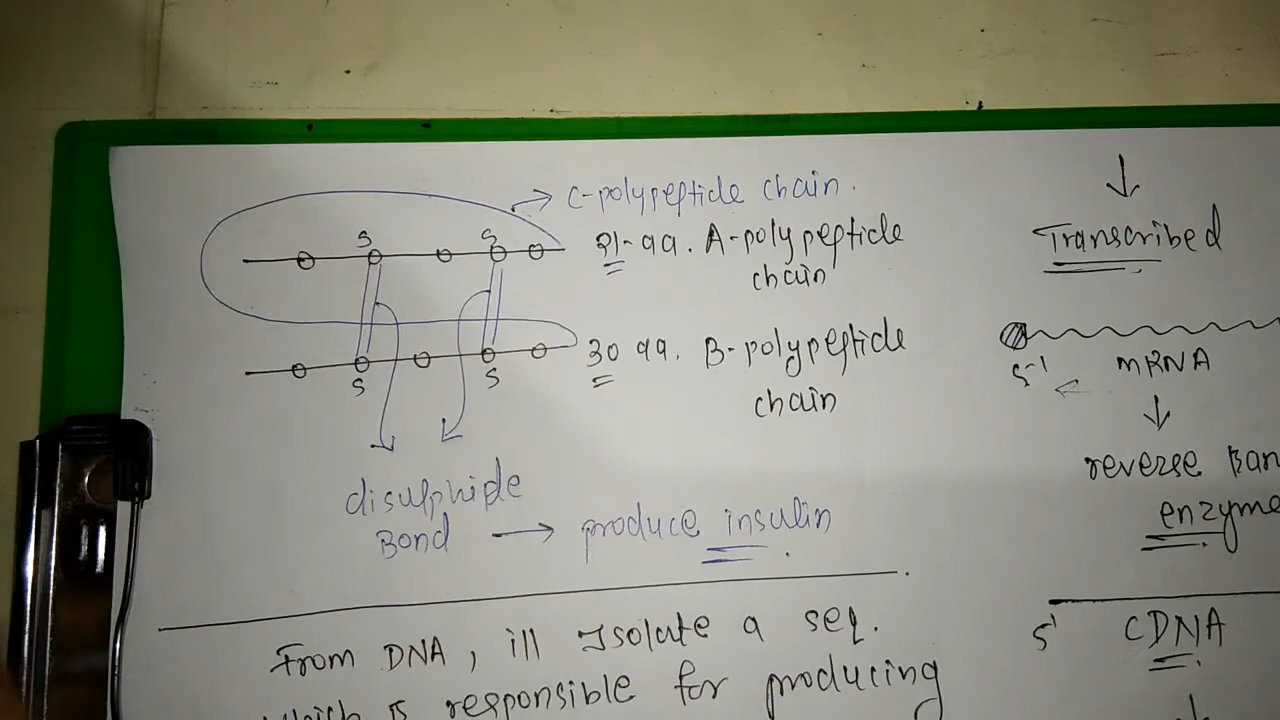 C-polypeptide chain.
S S
21-aa. A-polypeptide
chain
30 aa. B-polypeptide
chain
S S
disulphide
Bond → produce insulin
From DNA, ill Isolate a seq.
which is responsible for producing
↓
Transcribed
5'
mRNA
↓
reverse
enzyme
5' CDNA